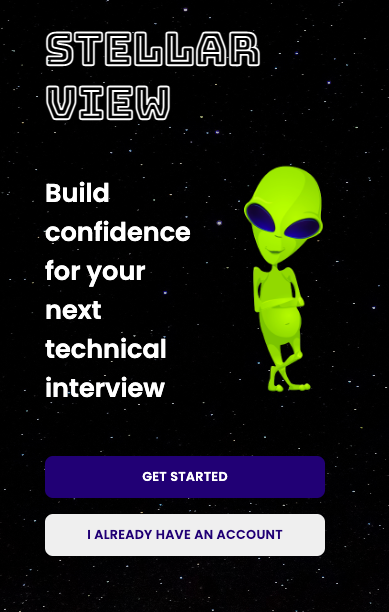 STELLAR
VIEW
Build
confidence
for your
next
technical
interview
GET STARTED
I ALREADY HAVE AN ACCOUNT